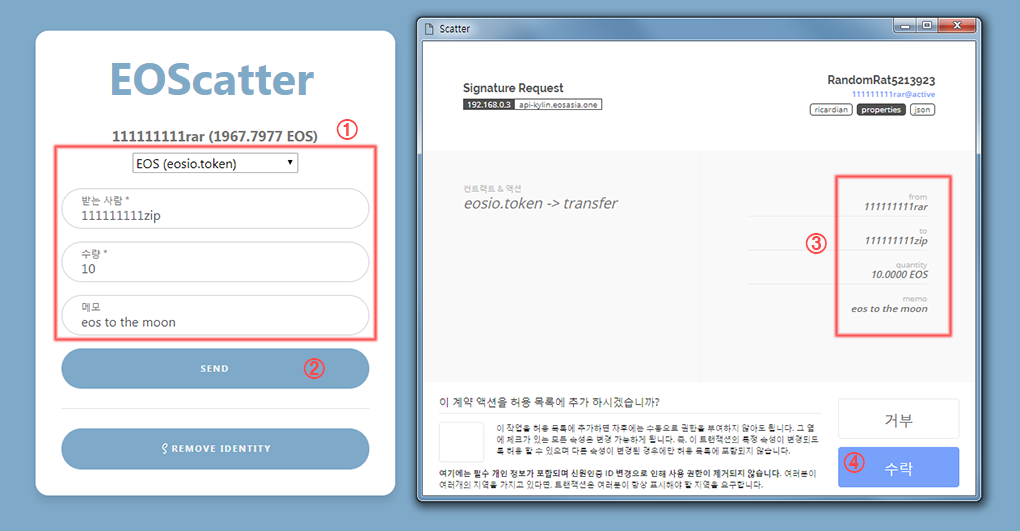 EOScatter
111111111rar (1967.7977 EOS)
①
EOS (eosio.token)
받는 사람 *
111111111zip
수량 *
10
메모
eos to the moon
SEND
②
REMOVE IDENTITY
Scatter
Signature Request
192.168.0.3 api-kylin.eosasia.one
RandomRat5213923
111111111rar@active
ricardian properties json
컨트랙트 & 액션
eosio.token -> transfer
③
from
111111111rar
to
111111111zip
quantity
10.0000 EOS
memo
eos to the moon
이 계약 액션을 허용 목록에 추가 하시겠습니까?
이 작업을 허용 목록에 추가하면 차후에는 수동으로 권한을 부여하지 않아도 됩니다. 그 옆
에 체크가 있는 모든 속성은 변경 가능하게 됩니다. 즉, 이 트랜잭션의 특정 속성이 변경되도
록 허용 할 수 있으며 다른 속성이 변경된 경우에만 허용 목록에 포함되지 않습니다.
여기에는 필수 개인 정보가 포함되며 신원인증 ID 변경으로 인해 사용 권한이 제거되지 않습니다. 여러분이
여러개의 지역을 가지고 있다면, 트랜잭션은 여러분이 항상 표시해야 할 지역을 요구합니다.
거부
④
수락